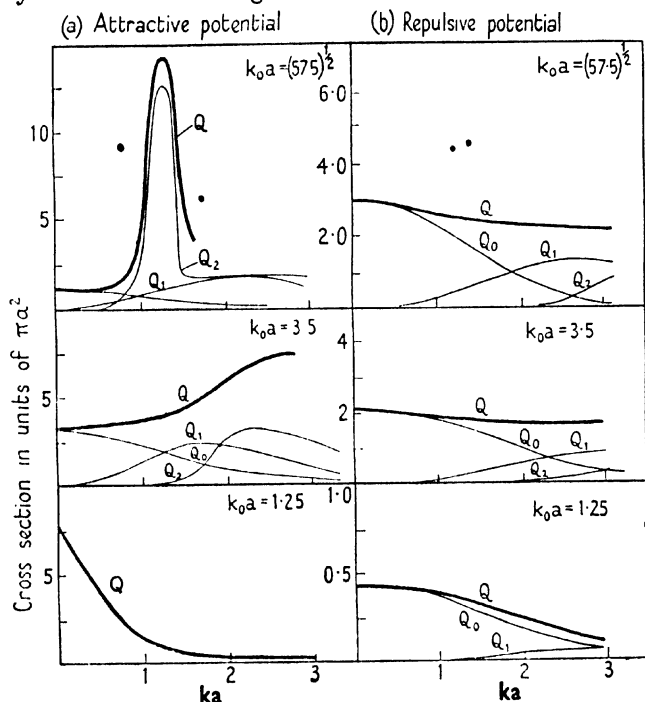 (a) Attractive potential
(b) Repulsive potential
k₀a=(575)^½
10
5
Q
Q₂
Q₁
k₀a=(57·5)^½
6·0
4·0
2·0
Q
Q₀
Q₁
Q₂
Cross section in units of πa²
k₀a=3·5
5
Q
Q₁
Q₀
Q₂
k₀a=3·5
4
2
Q
Q₀
Q₁
Q₂
k₀a=1·25
5
Q
1 2 3
ka
k₀a=1·25
1·0
0·5
Q
Q₀
Q₁
1 2 3
ka